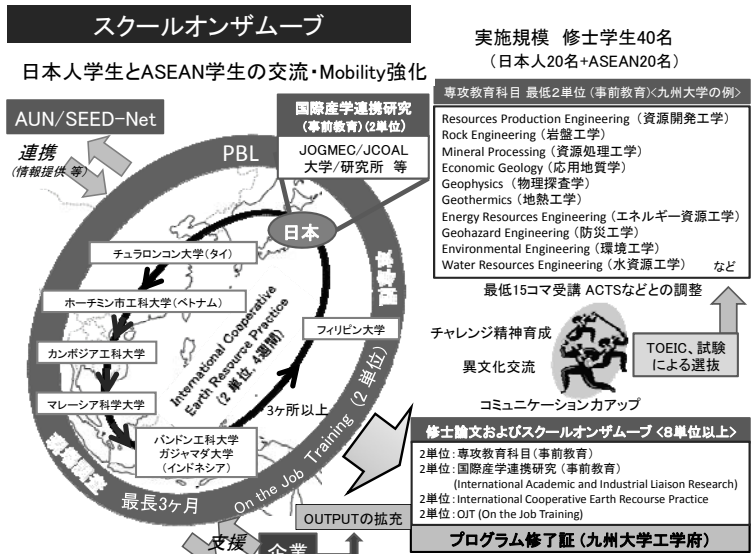 スクールオンザムーブ
日本人学生とASEAN学生の交流・Mobility強化
実施規模 修士学生40名
（日本人20名+ASEAN20名）
AUN/SEED-Net
連携
（情報提供 等）
PBL
国際産学連携研究
（事前教育）（2単位）
JOGMEC/JCOAL
大学/研究所 等
日本
チュラロンコン大学（タイ）
ホーチミン市工科大学（ベトナム）
カンボジア工科大学
マレーシア科学大学
バンドン工科大学
ガジャマダ大学
（インドネシア）
フィリピン大学
International Cooperative
Earth Resource Practice
(2 単位, 4週間)
3ヶ所以上
最長3ヶ月
On the Job Training (2 単位)
支援
企業
OUTPUTの拡充
専攻教育科目 最低2単位（事前教育）<九州大学の例>
Resources Production Engineering（資源開発工学）
Rock Engineering（岩盤工学）
Mineral Processing（資源処理工学）
Economic Geology（応用地質学）
Geophysics （物理探査学）
Geothermics（地熱工学）
Energy Resources Engineering（エネルギー資源工学）
Geohazard Engineering（防災工学）
Environmental Engineering（環境工学）
Water Resources Engineering（水資源工学） など
最低15コマ受講 ACTSなどとの調整
チャレンジ精神育成
異文化交流
コミュニケーション力アップ
TOEIC、試験
による選抜
修士論文およびスクールオンザムーブ <8単位以上>
2単位：専攻教育科目（事前教育）
2単位：国際産学連携研究（事前教育）
(International Academic and Industrial Liaison Research)
2単位：International Cooperative Earth Recourse Practice
2単位：OJT (On the Job Training)
プログラム修了証（九州大学工学府）